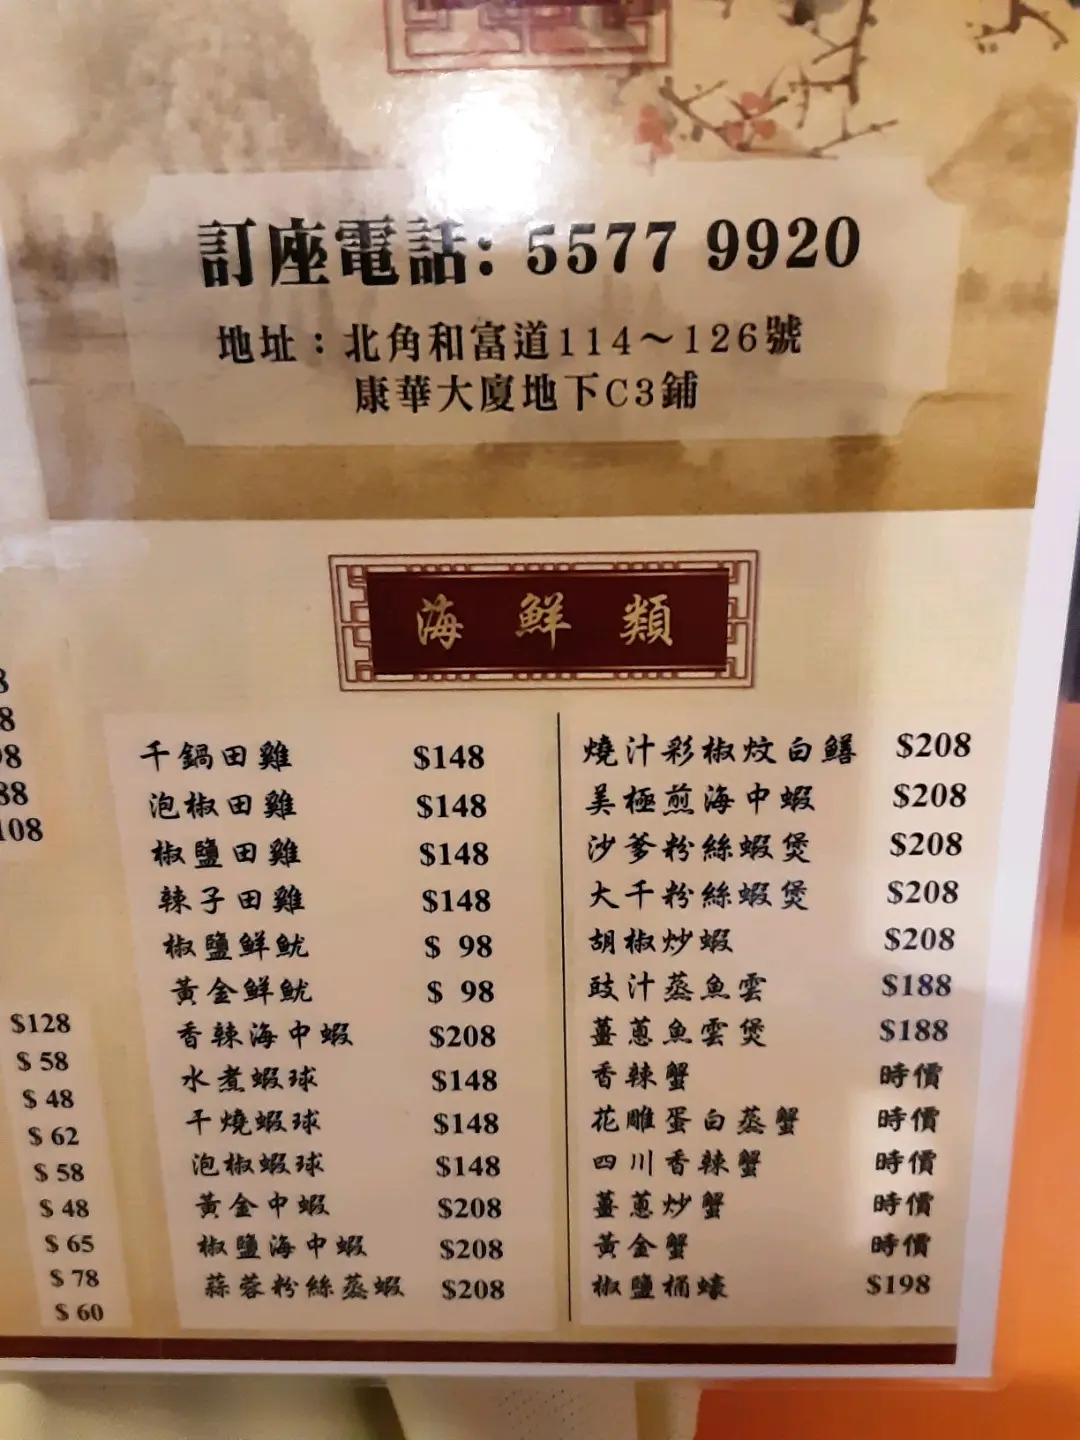 訂座電話: 5577 9920
地址：北角和富道114～126號
康華大廈地下C3鋪
海鮮類
千鍋田雞 $148
泡椒田雞 $148
椒鹽田雞 $148
辣子田雞 $148
椒鹽鮮魷 $ 98
黃金鮮魷 $ 98
香辣海中蝦 $208
水煮蝦球 $148
干燒蝦球 $148
泡椒蝦球 $148
黃金中蝦 $208
椒鹽海中蝦 $208
蒜蓉粉絲蒸蝦 $208
燒汁彩椒炆白鱔 $208
美極煎海中蝦 $208
沙爹粉絲蝦煲 $208
大千粉絲蝦煲 $208
胡椒炒蝦 $208
豉汁蒸魚雲 $188
薑蔥魚雲煲 $188
香辣蟹 時價
花雕蛋白蒸蟹 時價
四川香辣蟹 時價
薑蔥炒蟹 時價
黃金蟹 時價
椒鹽桶蠔 $198
8
8
98
88
108
$128
$ 58
$ 48
$ 62
$ 58
$ 48
$ 65
$ 78
$ 60